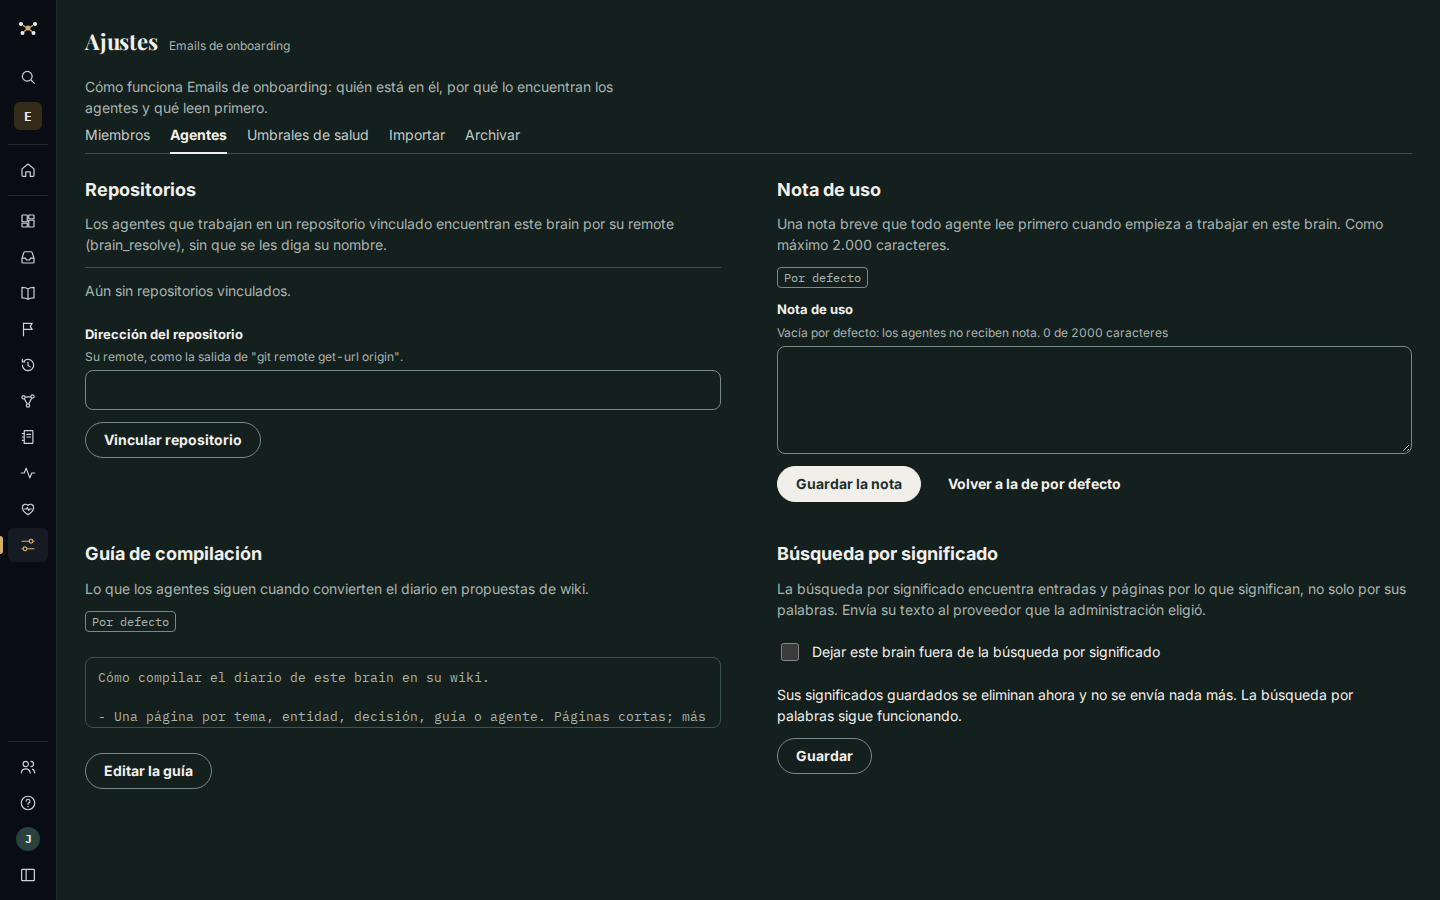 Ajustes Emails de onboarding
E
Cómo funciona Emails de onboarding: quién está en él, por qué lo encuentran los
agentes y qué leen primero.
Miembros Agentes Umbrales de salud Importar Archivar
Repositorios
Los agentes que trabajan en un repositorio vinculado encuentran este brain por su remote
(brain_resolve), sin que se les diga su nombre.
Aún sin repositorios vinculados.
Dirección del repositorio
Su remote, como la salida de "git remote get-url origin".
Vincular repositorio
Nota de uso
Una nota breve que todo agente lee primero cuando empieza a trabajar en este brain. Como
máximo 2.000 caracteres.
Por defecto
Nota de uso
Vacía por defecto: los agentes no reciben nota. 0 de 2000 caracteres
Guardar la nota Volver a la de por defecto
Guía de compilación
Lo que los agentes siguen cuando convierten el diario en propuestas de wiki.
Por defecto
Cómo compilar el diario de este brain en su wiki.
- Una página por tema, entidad, decisión, guía o agente. Páginas cortas; más
Editar la guía
Búsqueda por significado
La búsqueda por significado encuentra entradas y páginas por lo que significan, no solo por sus
palabras. Envía su texto al proveedor que la administración eligió.
Dejar este brain fuera de la búsqueda por significado
Sus significados guardados se eliminan ahora y no se envía nada más. La búsqueda por
palabras sigue funcionando.
Guardar
J